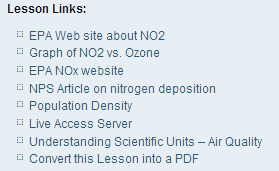 Lesson Links:
EPA Web site about NO2
Graph of NO2 vs. Ozone
EPA NOx website
NPS Article on nitrogen deposition
Population Density
Live Access Server
Understanding Scientific Units – Air Quality
Convert this Lesson into a PDF